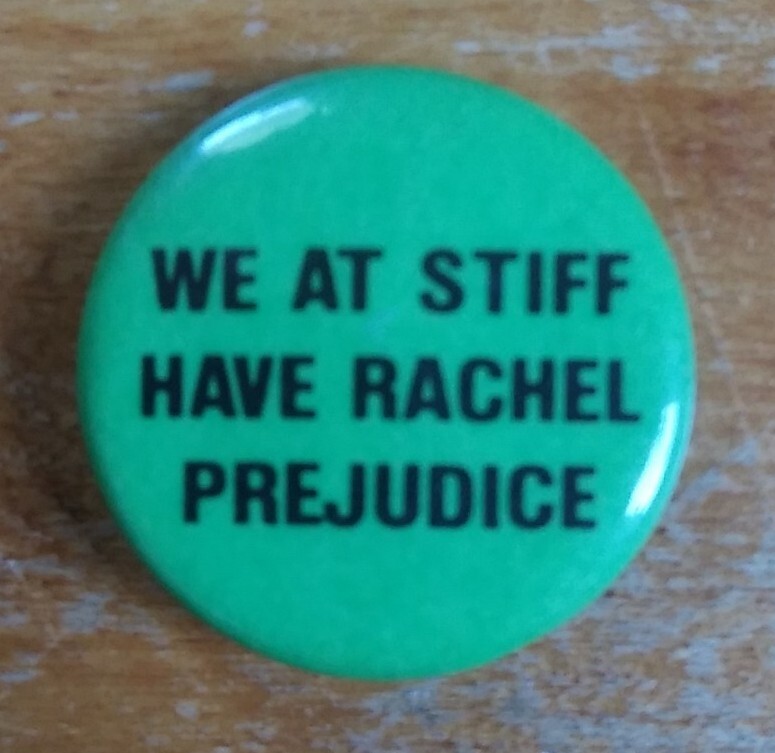 WE AT STIFF
HAVE RACHEL
PREJUDICE